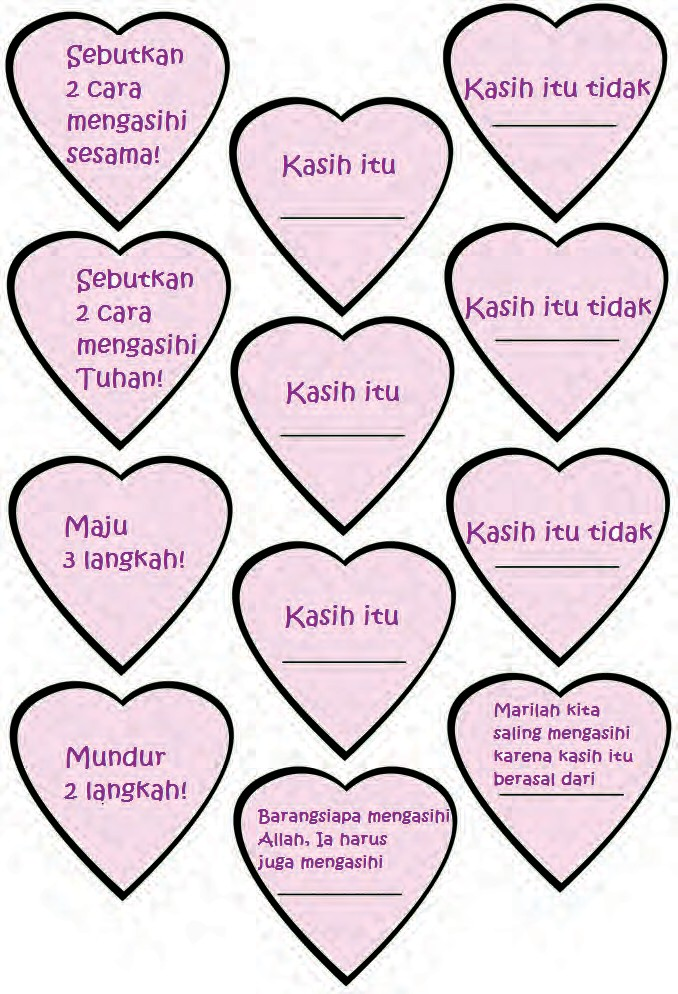 Sebutkan
2 cara
mengasihi
sesama!
Sebutkan
2 cara
mengasihi
Tuhan!
Maju
3 langkah!
Mundur
2 langkah!
Kasih itu
Kasih itu
Kasih itu
Barangsiapa mengasihi
Allah, Ia harus
juga mengasihi
Kasih itu tidak
Kasih itu tidak
Kasih itu tidak
Marilah kita
saling mengasihi
karena kasih itu
berasal dari